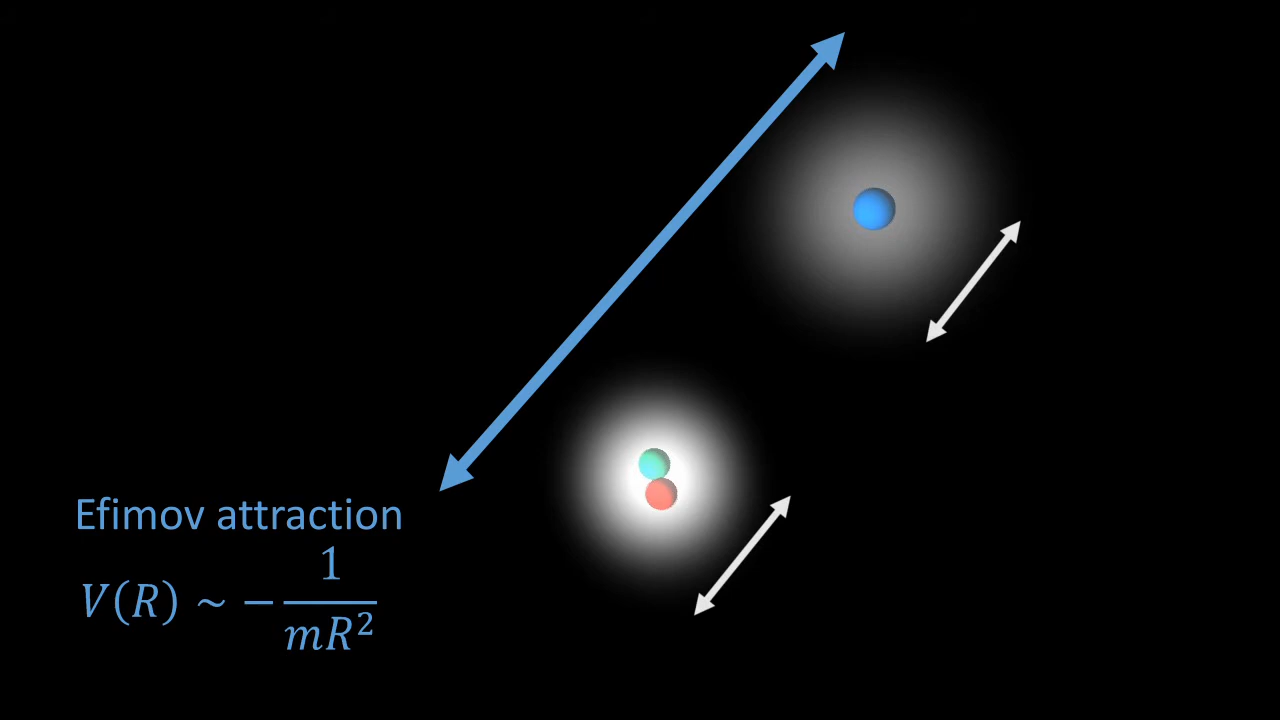 Efimov attraction
V(R) ~ − 1/mR²